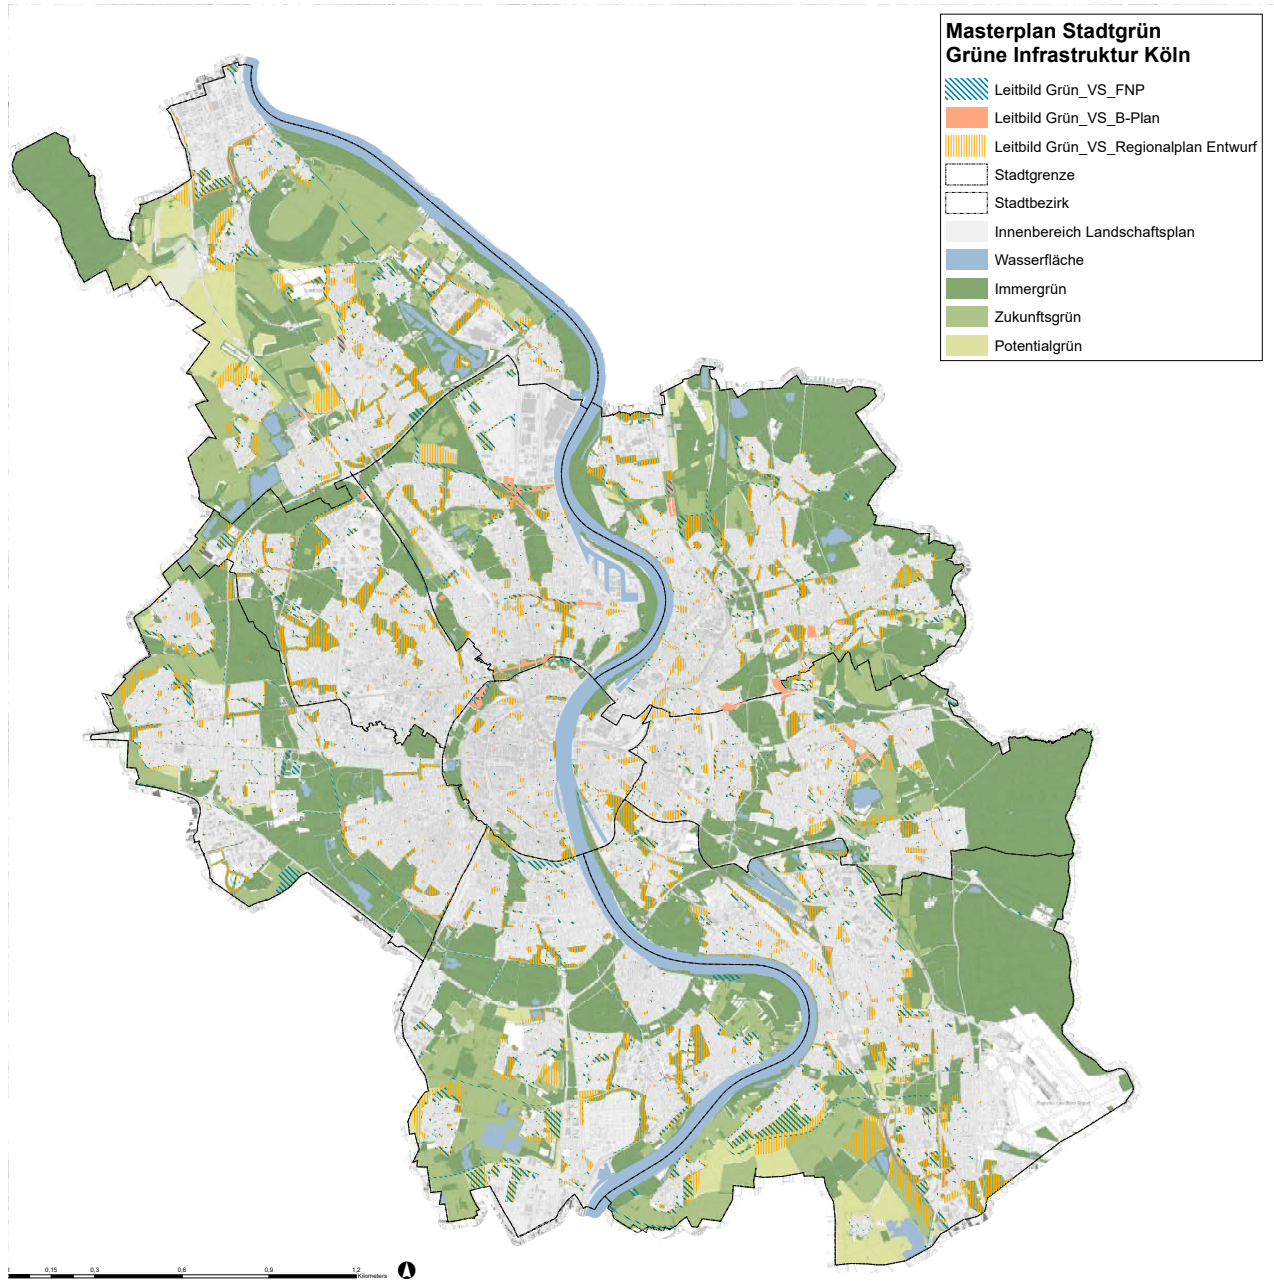 Masterplan Stadtgrün
Grüne Infrastruktur Köln
Leitbild Grün_VS_FNP
Leitbild Grün_VS_B-Plan
Leitbild Grün_VS_Regionalplan Entwurf
Stadtgrenze
Stadtbezirk
Innenbereich Landschaftsplan
Wasserfläche
Immergrün
Zukunftsgrün
Potentialgrün
0,15 0,3 0,6 0,9 1,2
Kilometers